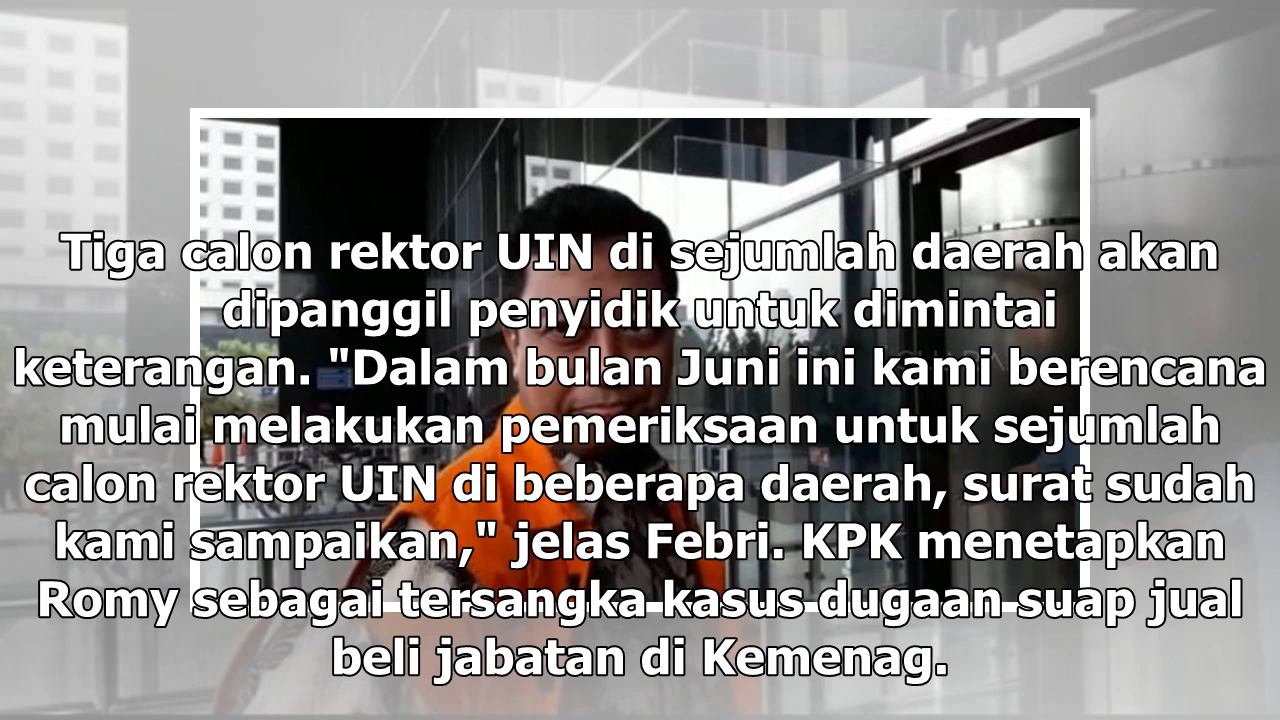 Tiga calon rektor UIN di sejumlah daerah akan
dipanggil penyidik untuk dimintai
keterangan. "Dalam bulan Juni ini kami berencana
mulai melakukan pemeriksaan untuk sejumlah
calon rektor UIN di beberapa daerah, surat sudah
kami sampaikan," jelas Febri. KPK menetapkan
Romy sebagai tersangka kasus dugaan suap jual
beli jabatan di Kemenag.